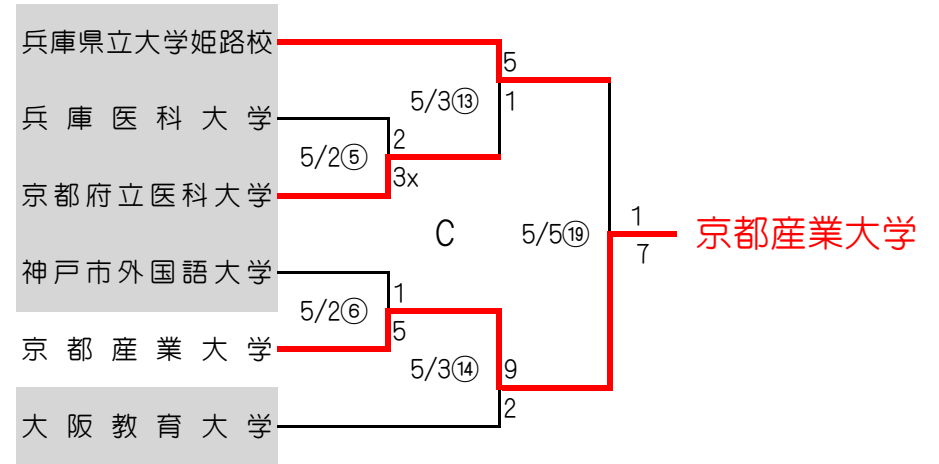 兵庫県立大学姫路校
5
5/3⑬
1
兵庫医科大学
2
5/2⑤
3x
京都府立医科大学
C
5/5⑲
1
京都産業大学
7
神戸市外国語大学
1
5/2⑥
5
京都産業大学
5/3⑭
9
2
大阪教育大学